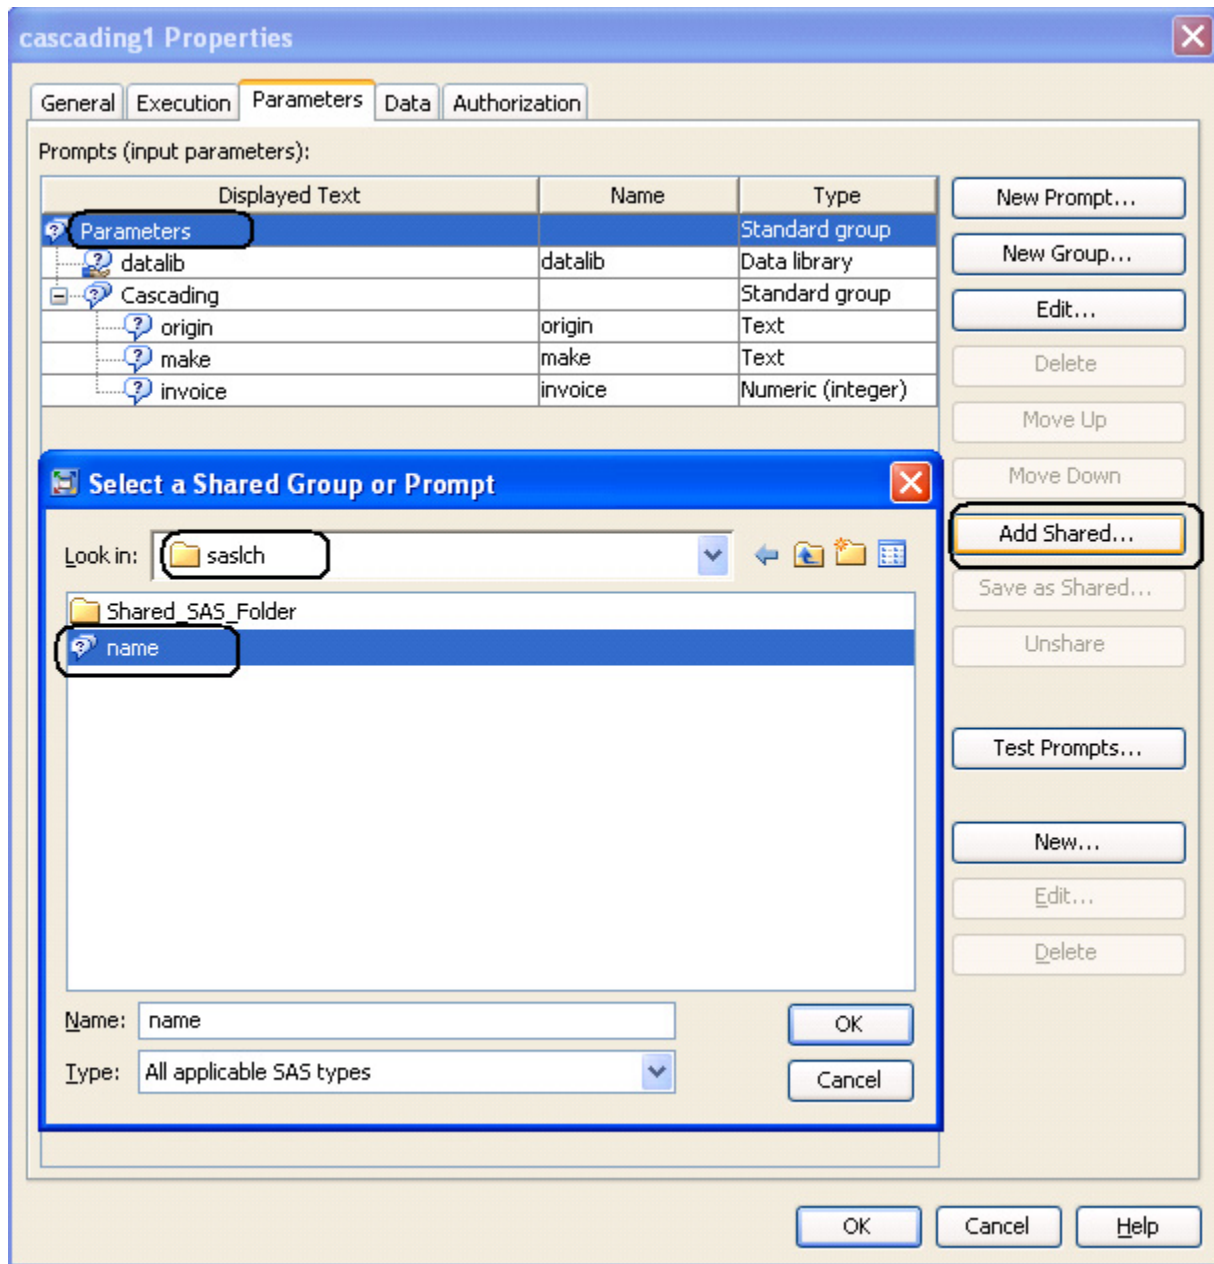 cascading1 Properties
General Execution Parameters Data Authorization
Prompts (input parameters):
Displayed Text Name Type
Parameters Standard group
datalib datalib Data library
Cascading Standard group
origin origin Text
make make Text
invoice invoice Numeric (integer)
New Prompt...
New Group...
Edit...
Delete
Move Up
Move Down
Add Shared...
Save as Shared...
Unshare
Test Prompts...
New...
Edit...
Delete
Select a Shared Group or Prompt
Look in: saslch
Shared_SAS_Folder
name
Name: name
OK
Type: All applicable SAS types
Cancel
OK Cancel Help